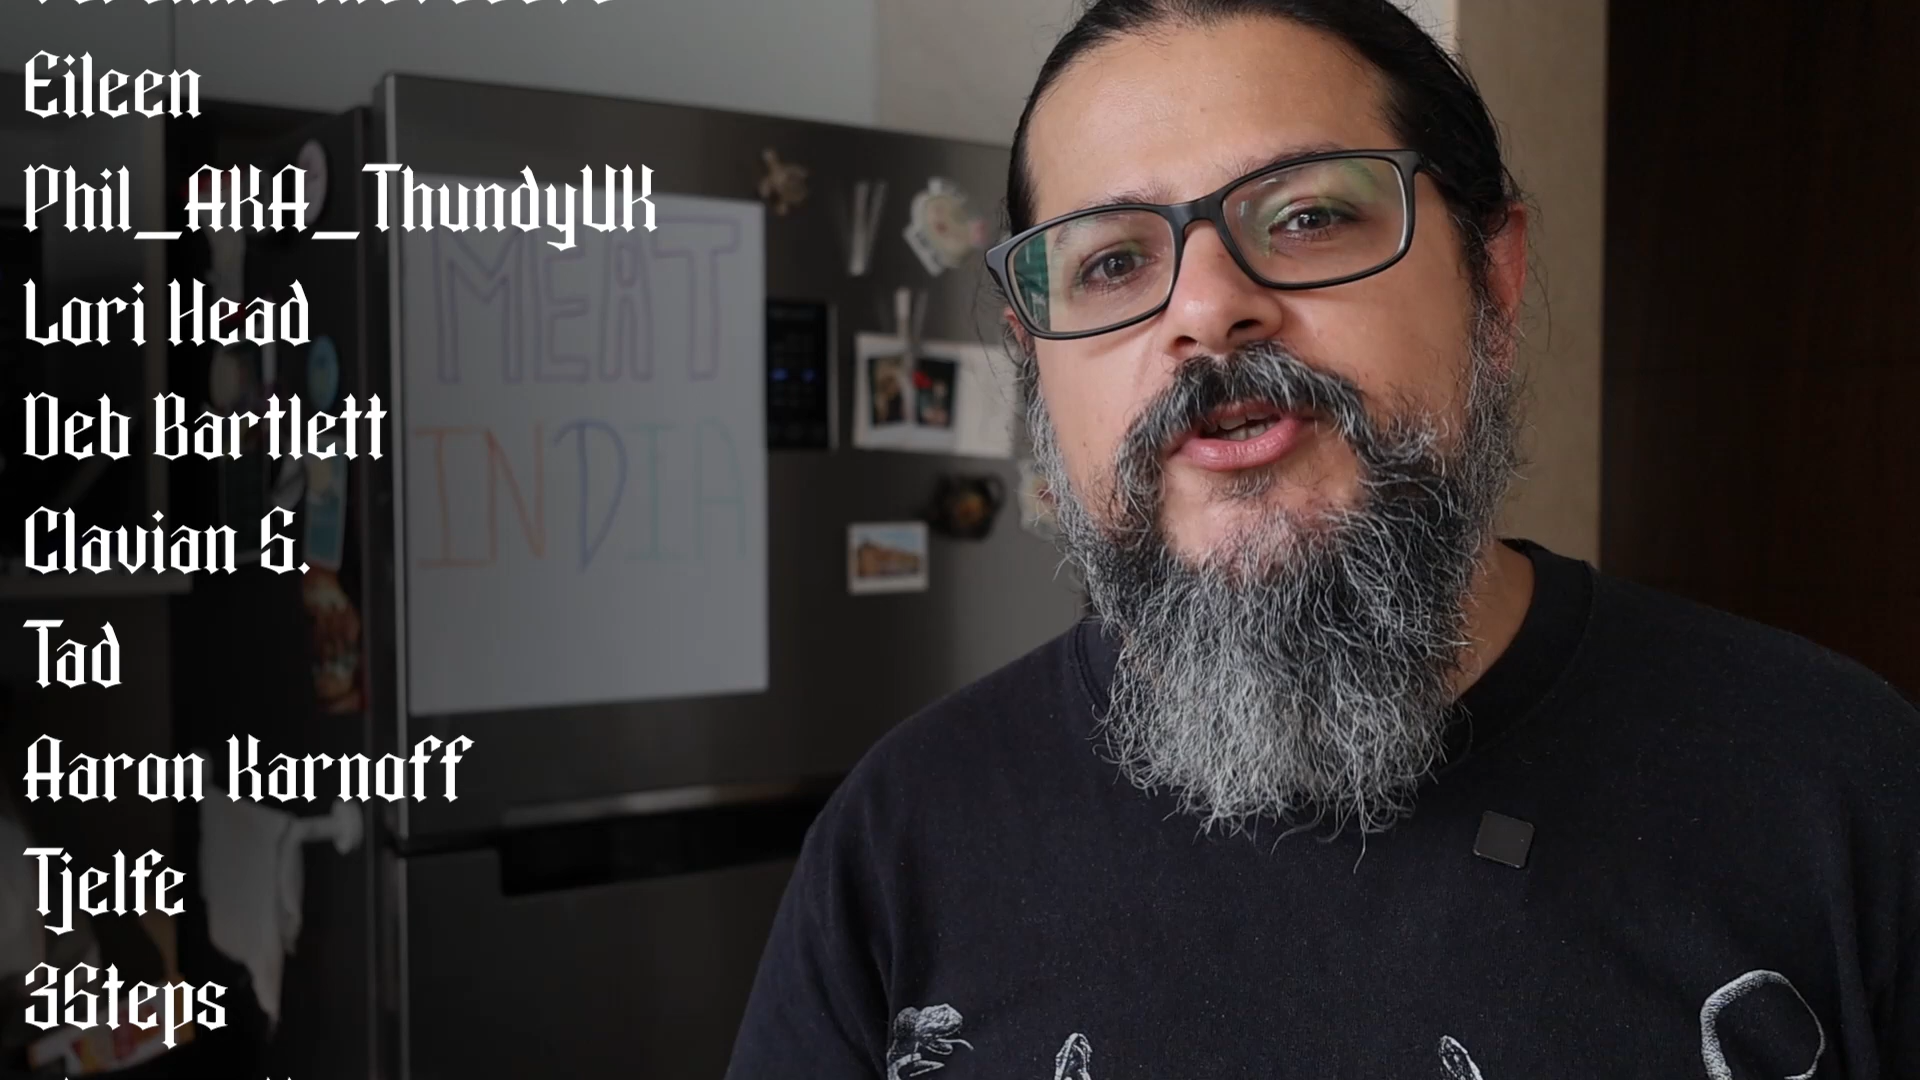 Eileen
Phil_AKA_ThundyUK
Lori Head
Deb Bartlett
Clavian S.
Tad
Aaron Karnoff
Tjelfe
3Steps
MEAT
INDIA